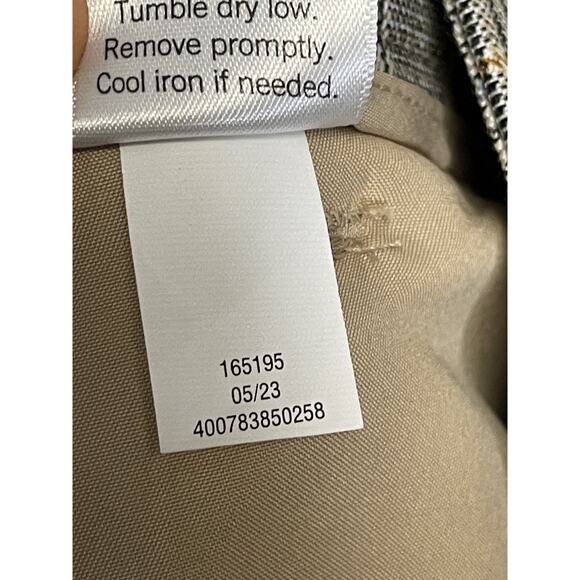 Tumble dry low.
Remove promptly.
Cool iron if needed.
165195
05/23
400783850258